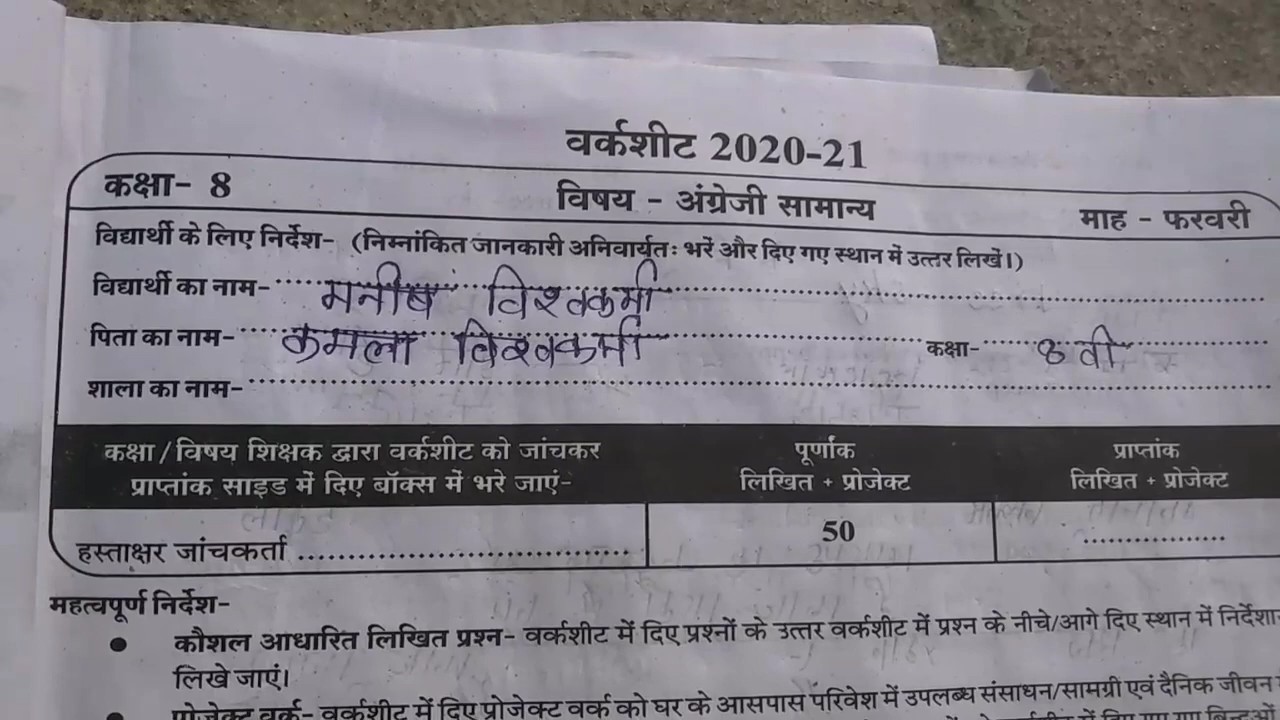 वर्कशीट 2020-21
कक्षा- 8 विषय - अंग्रेजी सामान्य माह - फरवरी
विद्यार्थी के लिए निर्देश- (निम्नांकित जानकारी अनिवार्यतः भरें और दिए गए स्थान में उत्तर लिखें।)
विद्यार्थी का नाम- मनीष विश्वकर्मा
पिता का नाम- कमला विश्वकर्मा कक्षा- 8 वी
शाला का नाम-
कक्षा/विषय शिक्षक द्वारा वर्कशीट को जांचकर पूर्णांक प्राप्तांक
प्राप्तांक साइड में दिए बॉक्स में भरे जाएं- लिखित + प्रोजेक्ट लिखित + प्रोजेक्ट
हस्ताक्षर जांचकर्ता .................................. 50 ..................
महत्वपूर्ण निर्देश-
● कौशल आधारित लिखित प्रश्न- वर्कशीट में दिए प्रश्नों के उत्तर वर्कशीट में प्रश्न के नीचे/आगे दिए स्थान में
लिखे जाएं।
● प्रोजेक्ट वर्क- वर्कशीट में दिए प्रोजेक्ट वर्क को घर के आसपास परिवेश में उपलब्ध संसाधन/सामग्री एवं दैनिक जीवन